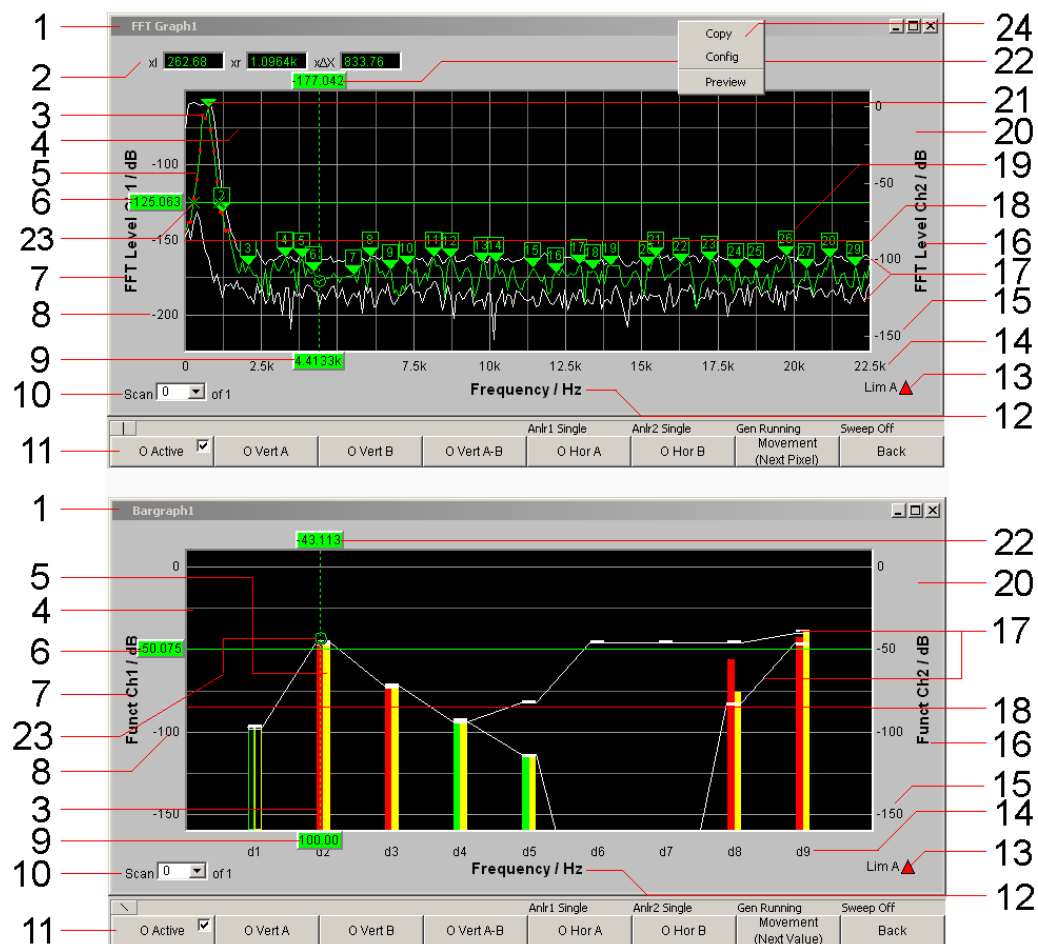 1
FFT Graph1
Copy
24
Config
Preview
2
xl 262.68 xr 1.0964k xΔX 833.76
22
-177.042
3
0
21
4
20
5
-100
19
6
-125.063
-50
FFT Level Ch1 / dB
FFT Level Ch2 / dB
2
18
23
-150
3 4 5 6 7 8 9 10 11 12 13 14 15 16 17 18 19 20 21 22 23 24 25 26 27 28 29
-100
16
7
17
8
-200
15
-150
14
9
0 4.4133k 2.5k 7.5k 10k 12.5k 15k 17.5k 20k 22.5k
10
Scan 0 of 1
Frequency / Hz
Lim A
13
12
Anlr1 Single Anlr2 Single Gen Running Sweep Off
11
O Active O Vert A O Vert B O Vert A-B O Hor A O Hor B Movement (Next Pixel) Back
1
Bargraph1
-43.113
22
5
0
0
20
4
6
-50.075
50
17
Funct Ch1 / dB
Funct Ch2 / dB
7
18
23
-100
-100
16
8
15
3
-150
-150
14
9
100.00
d1 d2 d3 d4 d5 d6 d7 d8 d9
10
Scan 0 of 1
Frequency / Hz
Lim A
13
12
Anlr1 Single Anlr2 Single Gen Running Sweep Off
11
O Active O Vert A O Vert B O Vert A-B O Hor A O Hor B Movement (Next Value) Back